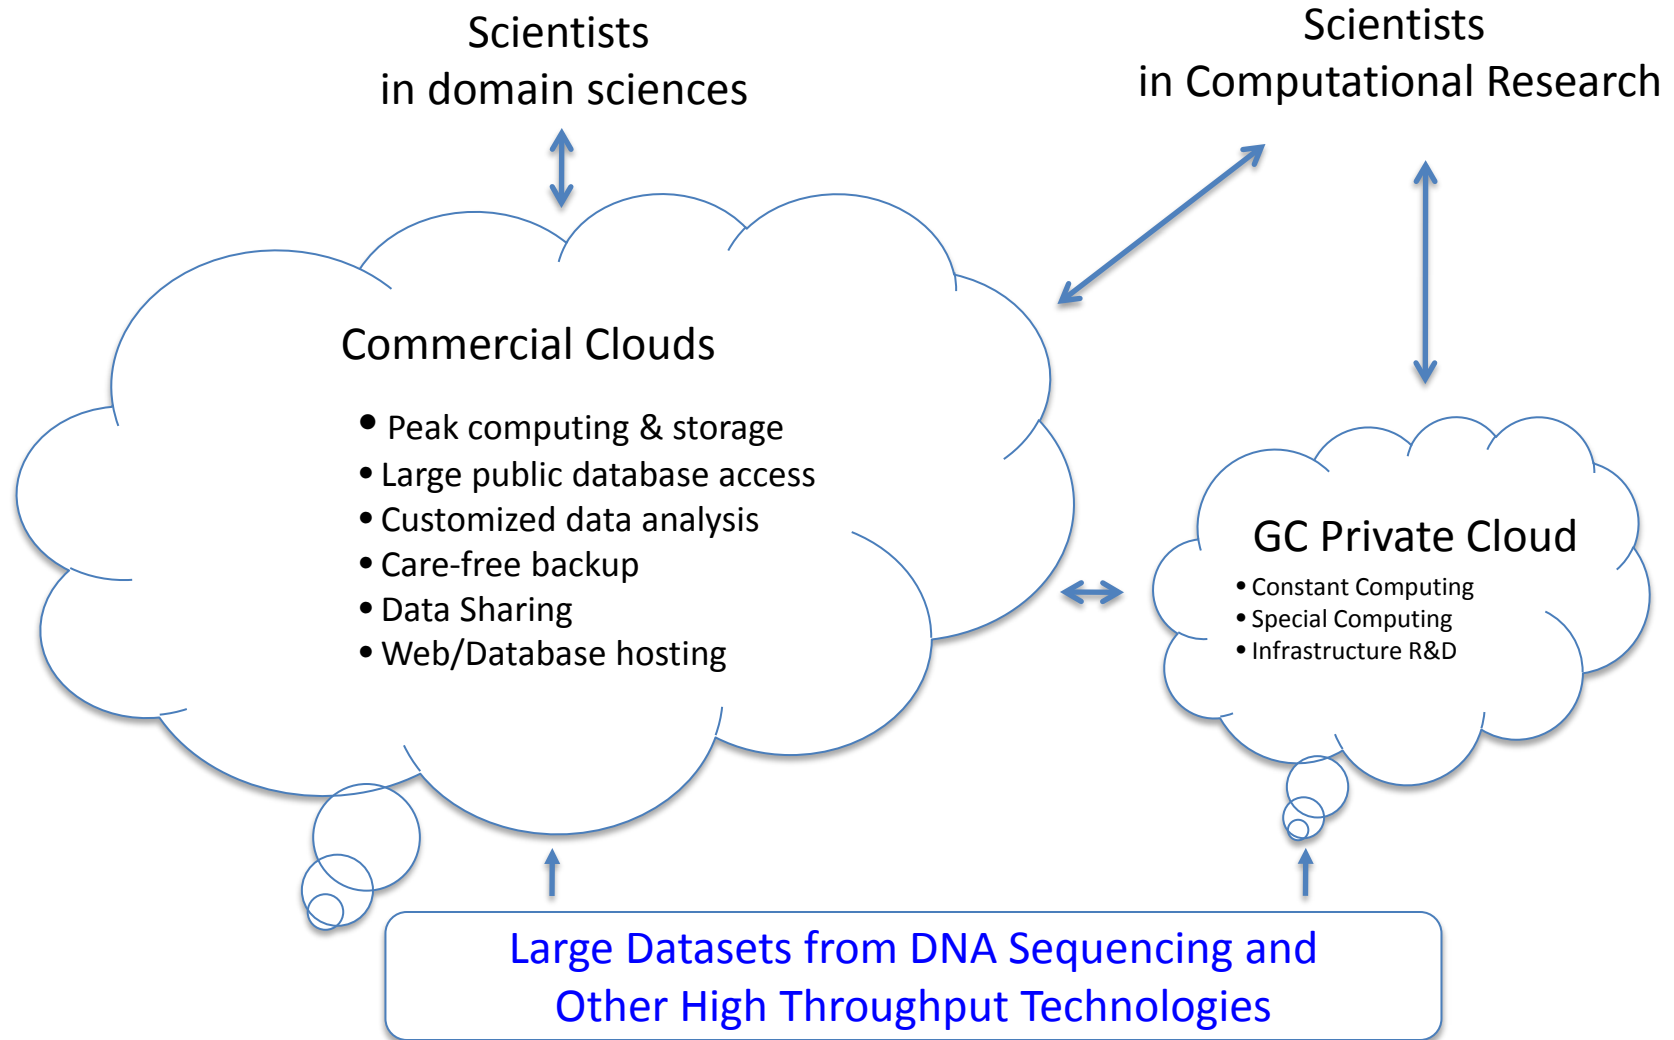 Scientists
in domain sciences
Scientists
in Computational Research
Commercial Clouds
• Peak computing & storage
• Large public database access
• Customized data analysis
• Care-free backup
• Data Sharing
• Web/Database hosting
GC Private Cloud
• Constant Computing
• Special Computing
• Infrastructure R&D
Large Datasets from DNA Sequencing and
Other High Throughput Technologies